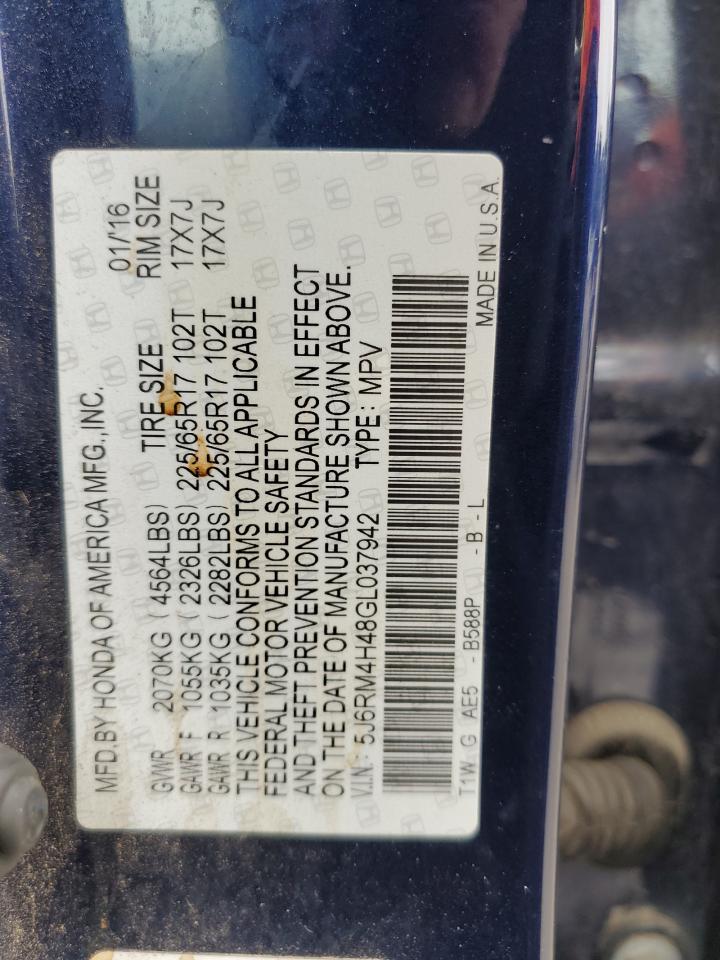 MFD.BY HONDA OF AMERICA MFG.,INC. 01/16
GVWR 2070KG (4564LBS) TIRE SIZE RIM SIZE
GAWR F 1055KG (2326LBS) 225/65R17 102T 17X7J
GAWR R 1035KG (2282LBS) 225/65R17 102T 17X7J
THIS VEHICLE CONFORMS TO ALL APPLICABLE
FEDERAL MOTOR VEHICLE SAFETY
AND THEFT PREVENTION STANDARDS IN EFFECT
ON THE DATE OF MANUFACTURE SHOWN ABOVE.
V.I.N: 5J6RM4H48GL037942 TYPE: MPV
T1W G AE5 - B588P - B - L MADE IN U.S.A.